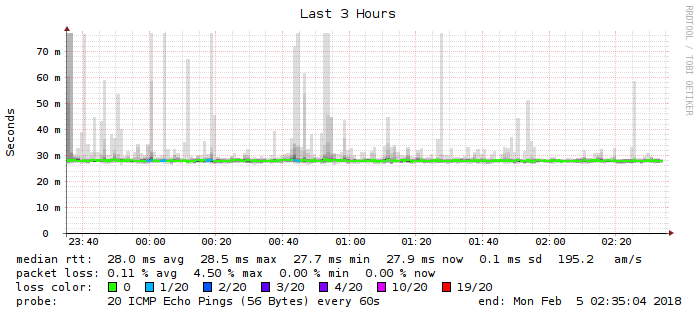 Last 3 Hours
RRDTOOL / TOBI OETIKER
Seconds
70 m
60 m
50 m
40 m
30 m
20 m
10 m
0
23:40 00:00 00:20 00:40 01:00 01:20 01:40 02:00 02:20
median rtt: 28.0 ms avg 28.5 ms max 27.7 ms min 27.9 ms now 0.1 ms sd 195.2 am/s
packet loss: 0.11 % avg 4.50 % max 0.00 % min 0.00 % now
loss color: 0 1/20 2/20 3/20 4/20 10/20 19/20
probe: 20 ICMP Echo Pings (56 Bytes) every 60s end: Mon Feb 5 02:35:04 2018